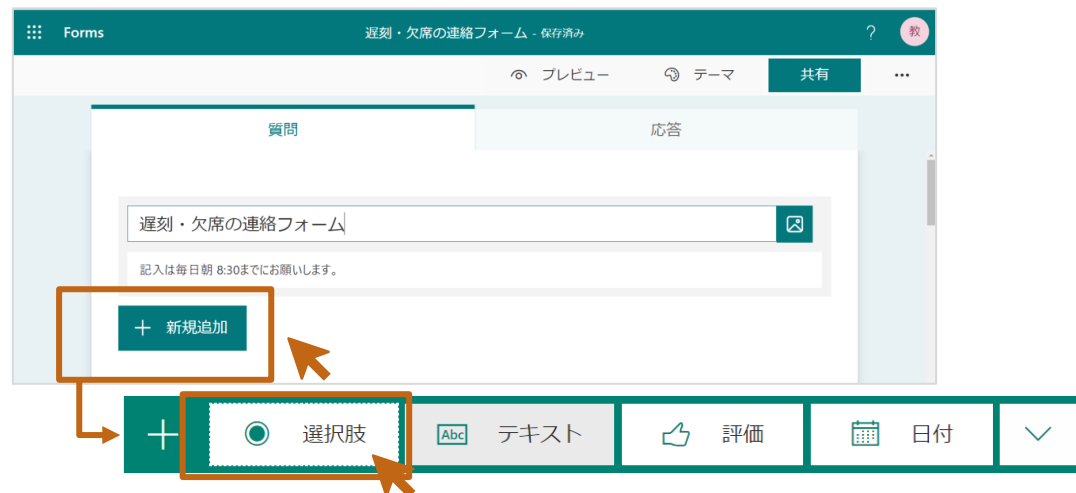 Forms
遅刻・欠席の連絡フォーム - 保存済み
?
教
プレビュー
テーマ
共有
...
質問
応答
遅刻・欠席の連絡フォーム
記入は毎日朝 8:30までにお願いします。
+ 新規追加
+
選択肢
Abc テキスト
評価
日付